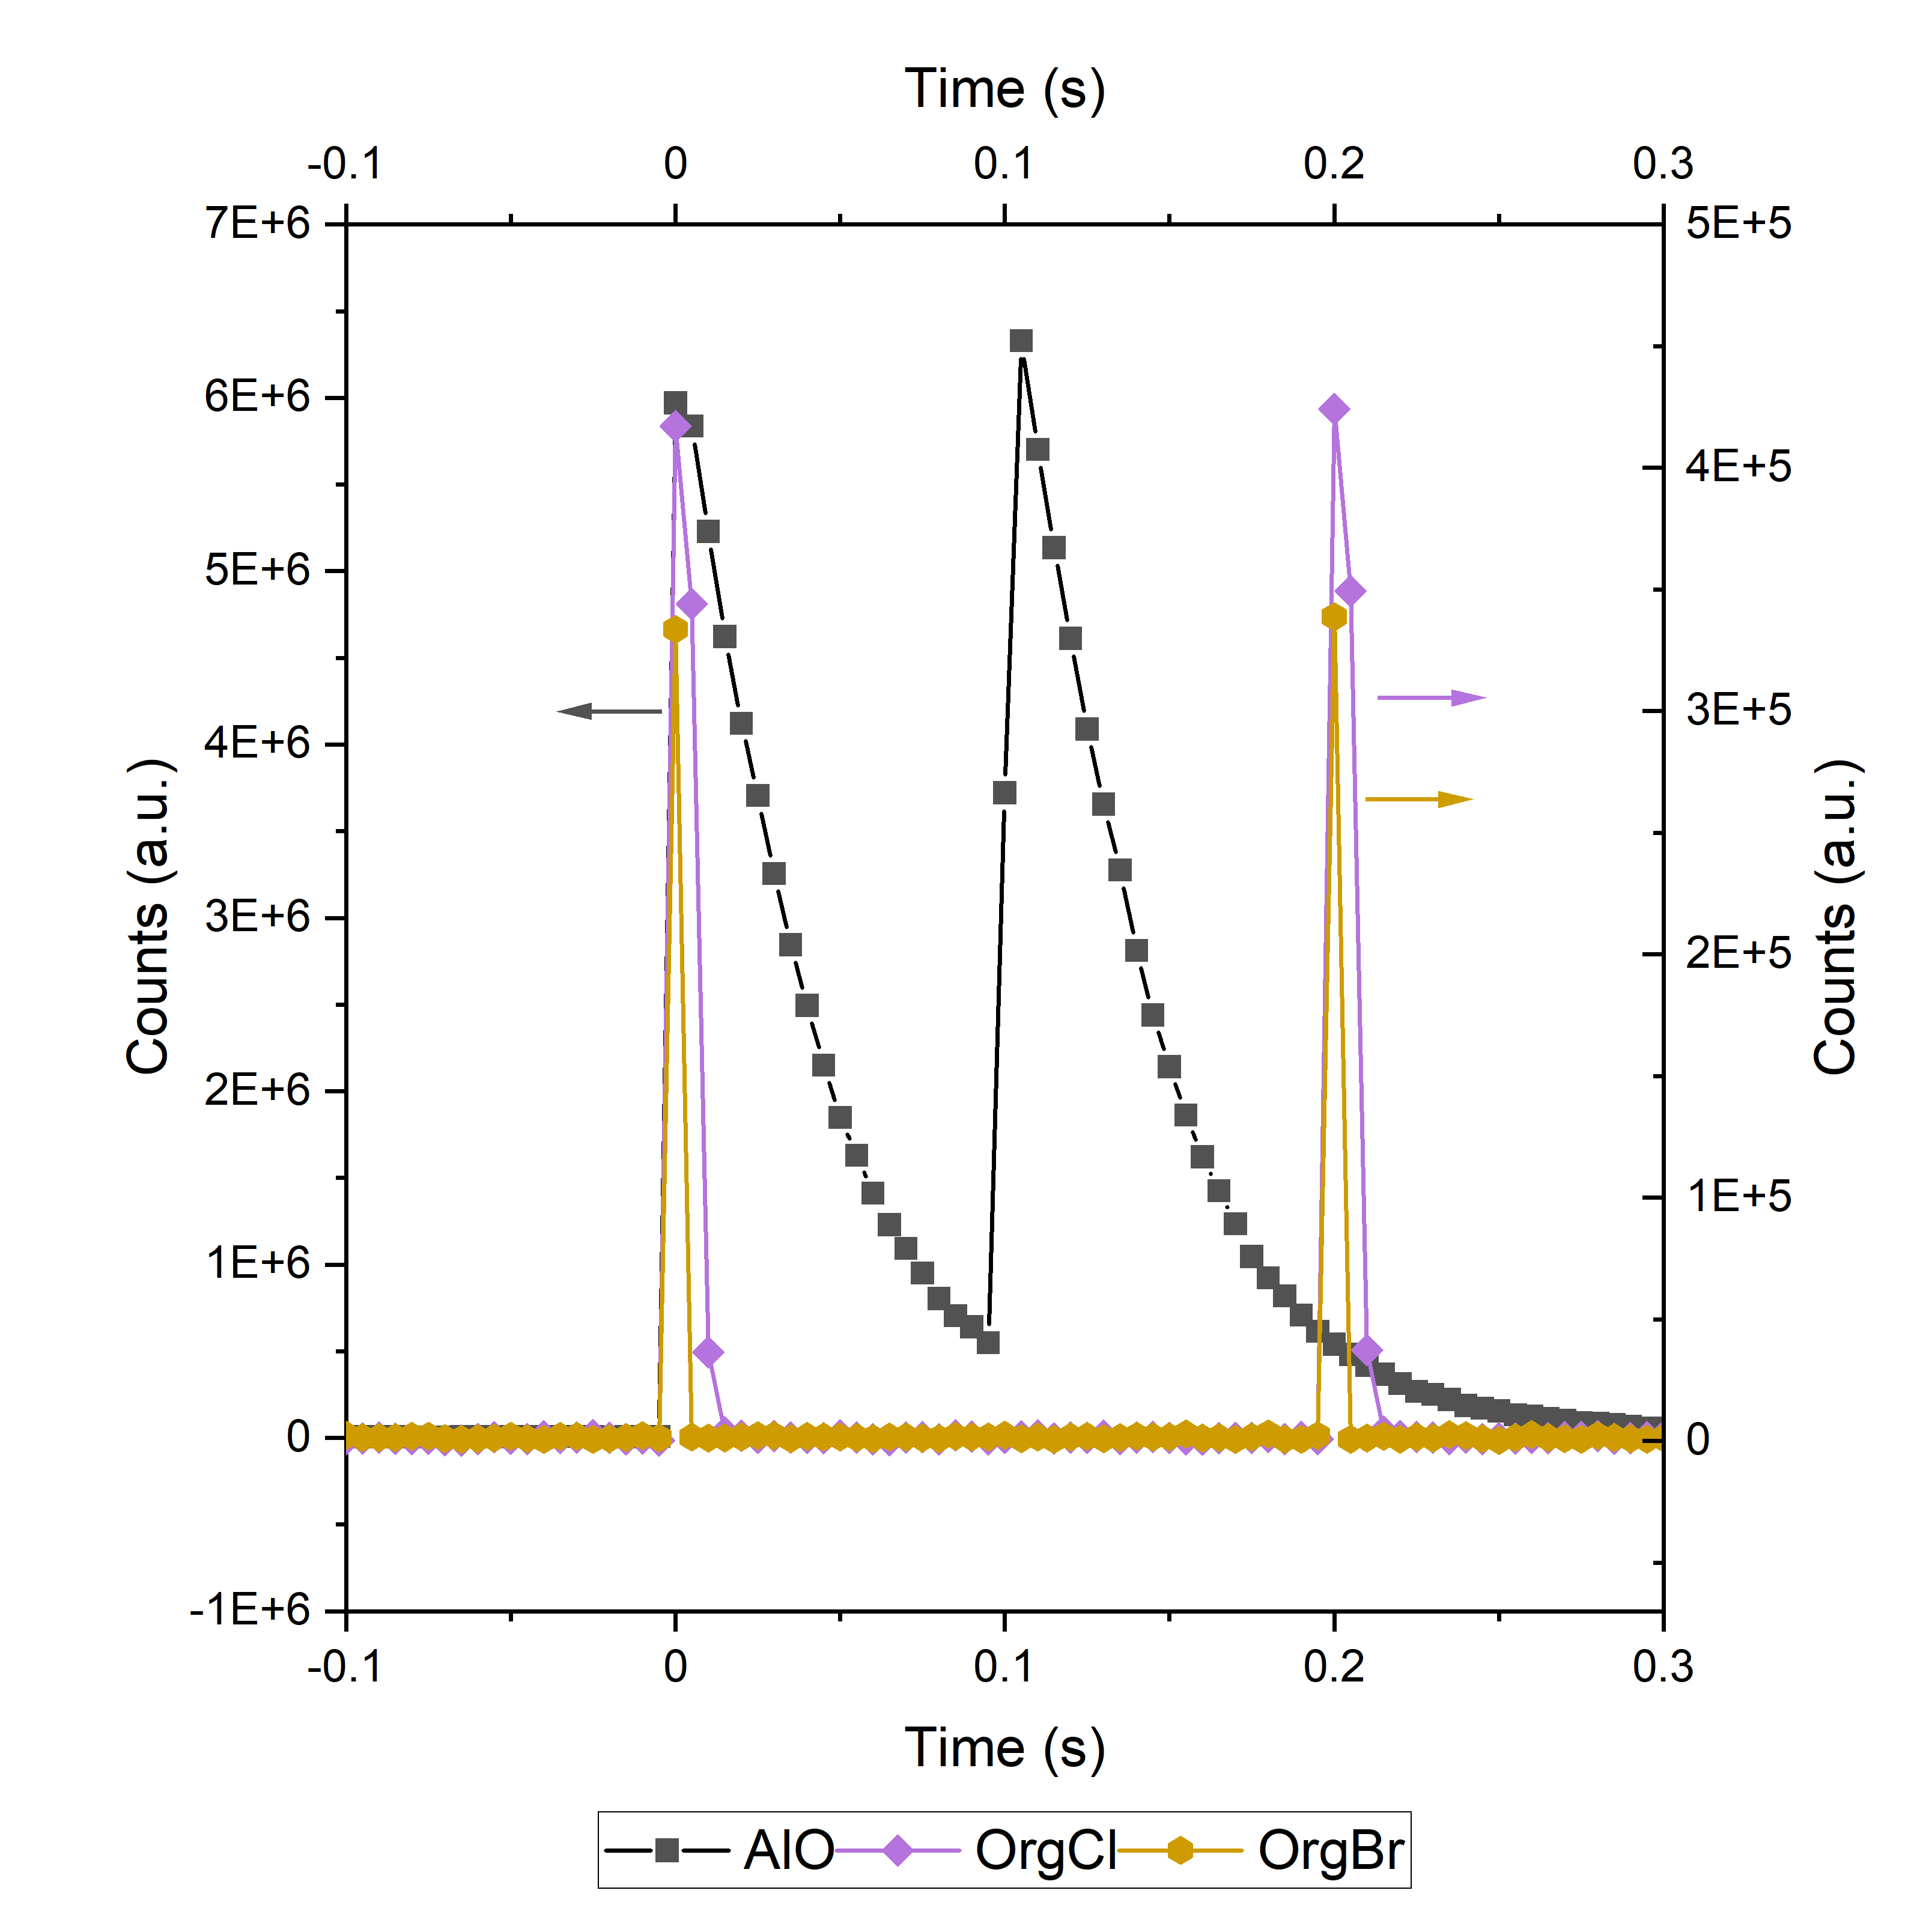 Time (s)
-0.1 0 0.1 0.2 0.3
7E+6 5E+5
6E+6
4E+5
5E+6
3E+5
4E+6
Counts (a.u.) Counts (a.u.)
3E+6
2E+5
2E+6
1E+5
1E+6
0 0
-1E+6
-0.1 0 0.1 0.2 0.3
Time (s)
AlO OrgCl OrgBr